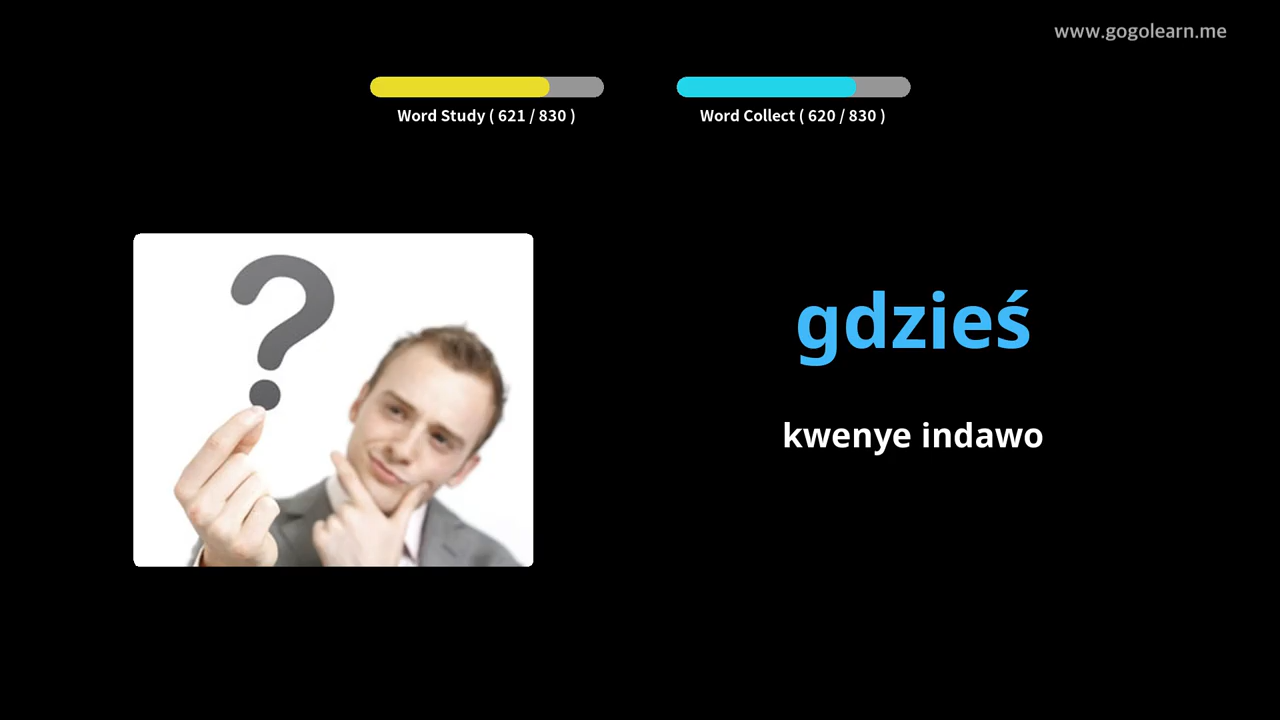 www.gogolearn.me
Word Study ( 621 / 830 )
Word Collect ( 620 / 830 )
?
gdzieś
kwenye indawo